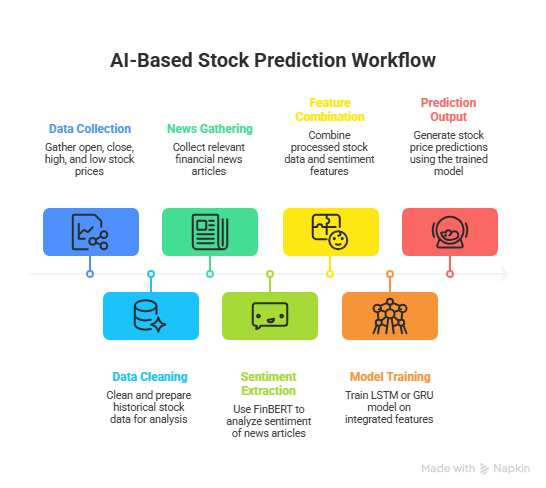 AI-Based Stock Prediction Workflow
Data Collection
Gather open, close,
high, and low stock
prices
News Gathering
Collect relevant
financial news
articles
Feature
Combination
Combine
processed stock
data and sentiment
features
Prediction
Output
Generate stock
price predictions
using the trained
model
Data Cleaning
Clean and prepare
historical stock
data for analysis
Sentiment
Extraction
Use FinBERT to
analyze sentiment
of news articles
Model Training
Train LSTM or GRU
model on
integrated features
Made with Napkin